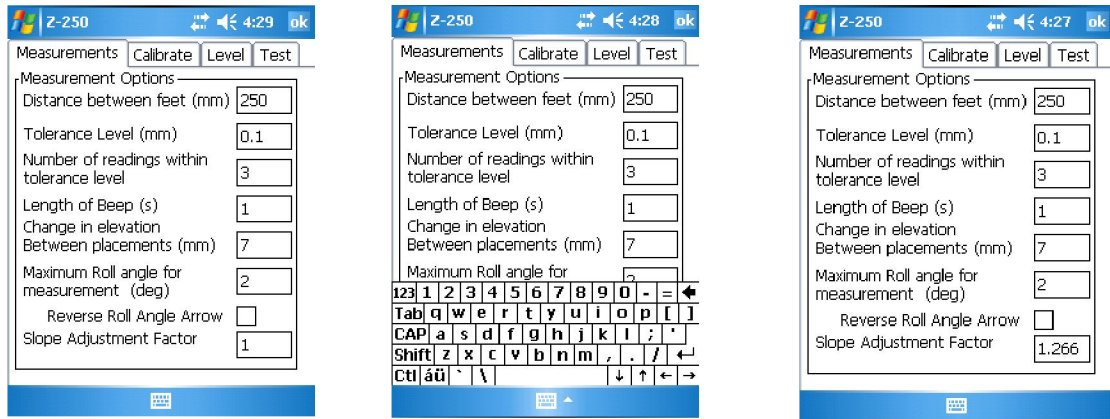 Z-250 4:29 ok
Measurements Calibrate Level Test
Measurement Options
Distance between feet (mm) 250
Tolerance Level (mm) 0.1
Number of readings within
tolerance level 3
Length of Beep (s) 1
Change in elevation
Between placements (mm) 7
Maximum Roll angle for
measurement (deg) 2
Reverse Roll Angle Arrow
Slope Adjustment Factor 1
Z-250 4:28 ok
Measurements Calibrate Level Test
Measurement Options
Distance between feet (mm) 250
Tolerance Level (mm) 0.1
Number of readings within
tolerance level 3
Length of Beep (s) 1
Change in elevation
Between placements (mm) 7
Maximum Roll angle for 2
123 1 2 3 4 5 6 7 8 9 0 - = 🡸
Tab q w e r t y u i o p [ ]
CAP a s d f g h j k l ; '
Shift z x c v b n m , . / ↵
Ctl áü ` \ ↓ ↑ ← →
Z-250 4:27 ok
Measurements Calibrate Level Test
Measurement Options
Distance between feet (mm) 250
Tolerance Level (mm) 0.1
Number of readings within
tolerance level 3
Length of Beep (s) 1
Change in elevation
Between placements (mm) 7
Maximum Roll angle for
measurement (deg) 2
Reverse Roll Angle Arrow
Slope Adjustment Factor 1.266